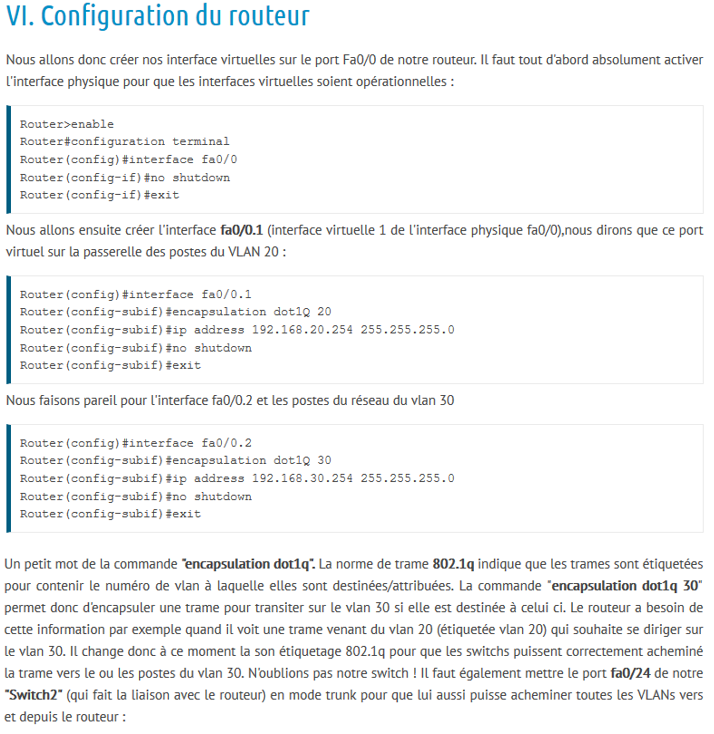 VI. Configuration du routeur
Nous allons donc créer nos interface virtuelles sur le port Fa0/0 de notre routeur. Il faut tout d'abord absolument activer
l'interface physique pour que les interfaces virtuelles soient opérationnelles :
Router>enable
Router#configuration terminal
Router(config)#interface fa0/0
Router(config-if)#no shutdown
Router(config-if)#exit
Nous allons ensuite créer l'interface fa0/0.1 (interface virtuelle 1 de l'interface physique fa0/0),nous dirons que ce port
virtuel sur la passerelle des postes du VLAN 20 :
Router(config)#interface fa0/0.1
Router(config-subif)#encapsulation dot1Q 20
Router(config-subif)#ip address 192.168.20.254 255.255.255.0
Router(config-subif)#no shutdown
Router(config-subif)#exit
Nous faisons pareil pour l'interface fa0/0.2 et les postes du réseau du vlan 30
Router(config)#interface fa0/0.2
Router(config-subif)#encapsulation dot1Q 30
Router(config-subif)#ip address 192.168.30.254 255.255.255.0
Router(config-subif)#no shutdown
Router(config-subif)#exit
Un petit mot de la commande "encapsulation dot1q". La norme de trame 802.1q indique que les trames sont étiquetées
pour contenir le numéro de vlan à laquelle elles sont destinées/attribuées. La commande "encapsulation dot1q 30"
permet donc d'encapsuler une trame pour transiter sur le vlan 30 si elle est destinée à celui ci. Le routeur a besoin de
cette information par exemple quand il voit une trame venant du vlan 20 (étiquetée vlan 20) qui souhaite se diriger sur
le vlan 30. Il change donc à ce moment la son étiquetage 802.1q pour que les switchs puissent correctement acheminé
la trame vers le ou les postes du vlan 30. N'oublions pas notre switch ! Il faut également mettre le port fa0/24 de notre
"Switch2" (qui fait la liaison avec le routeur) en mode trunk pour que lui aussi puisse acheminer toutes les VLANs vers
et depuis le routeur :